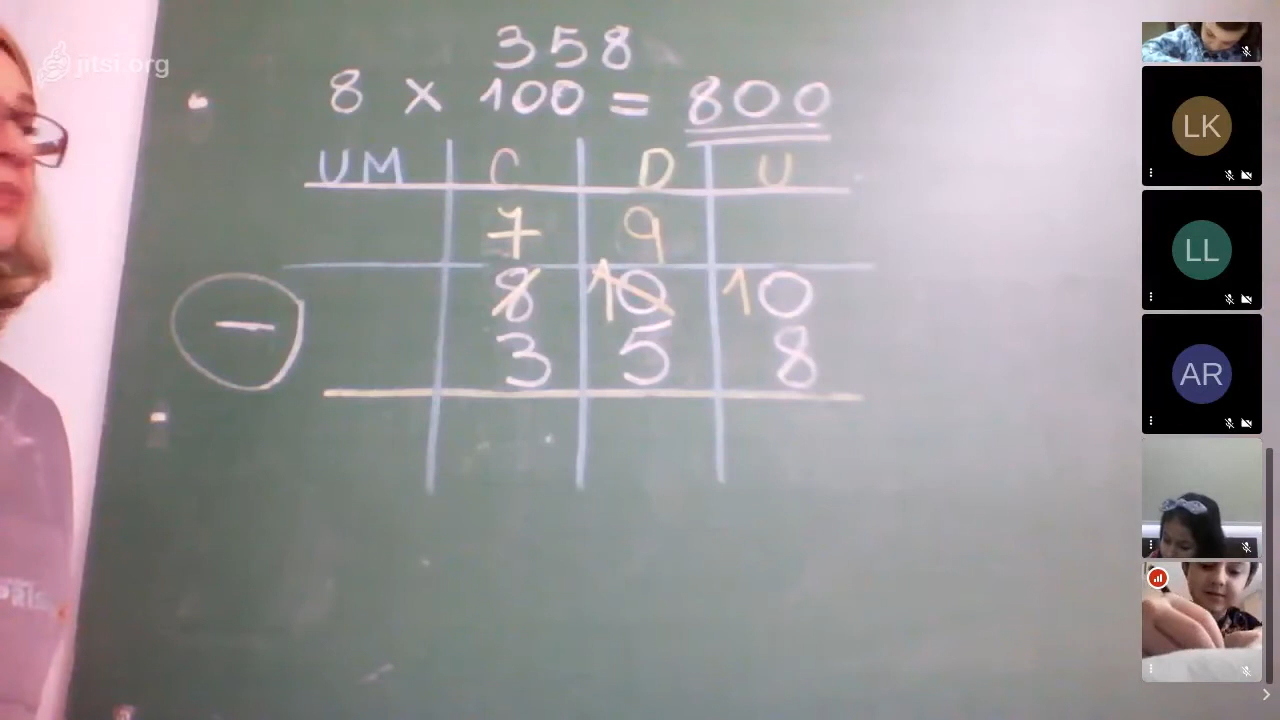 jitsi.org
358
8 x 100 = 800
UM C D U
7 9
- 8 10 10
3 5 8
LK
LL
AR